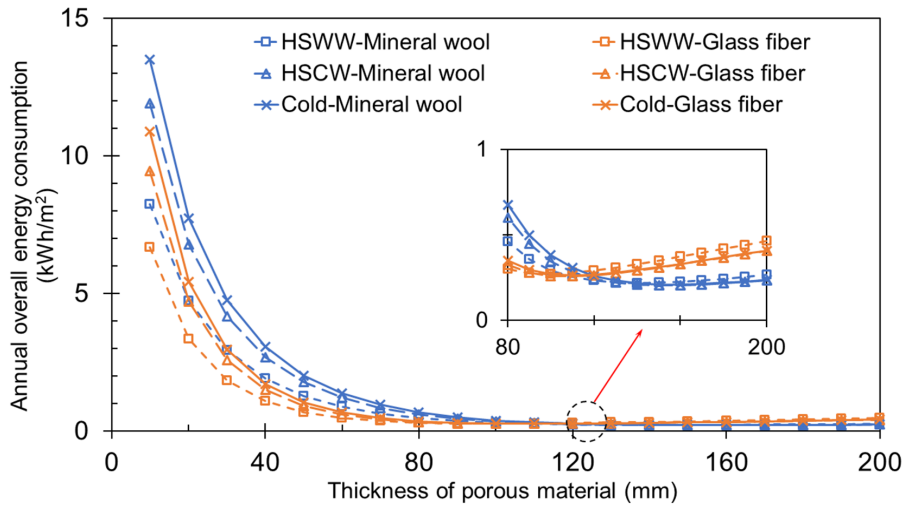 15
10
5
0
Annual overall energy consumption
(kWh/m²)
HSWW-Mineral wool
HSCW-Mineral wool
Cold-Mineral wool
HSWW-Glass fiber
HSCW-Glass fiber
Cold-Glass fiber
1
0
80
200
0
40
80
120
160
200
Thickness of porous material (mm)